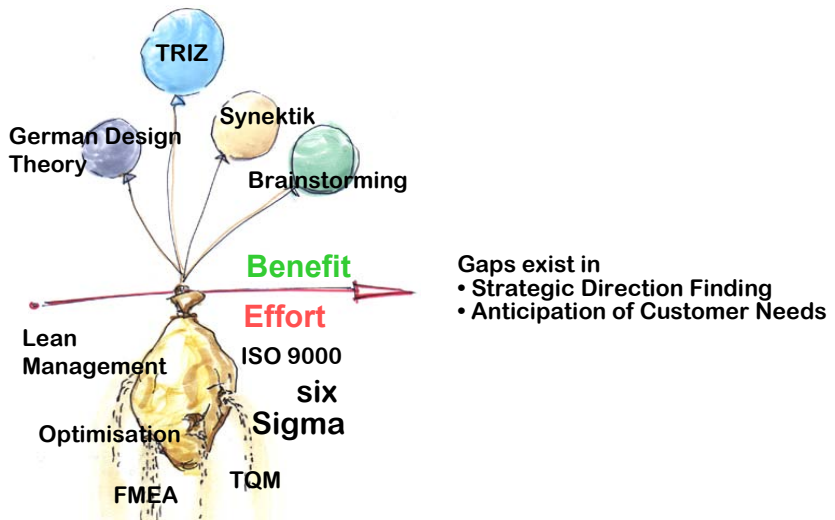 TRIZ
Synektik
German Design
Theory
Brainstorming
Benefit
Effort
Gaps exist in
• Strategic Direction Finding
• Anticipation of Customer Needs
Lean
Management
ISO 9000
six
Sigma
Optimisation
TQM
FMEA